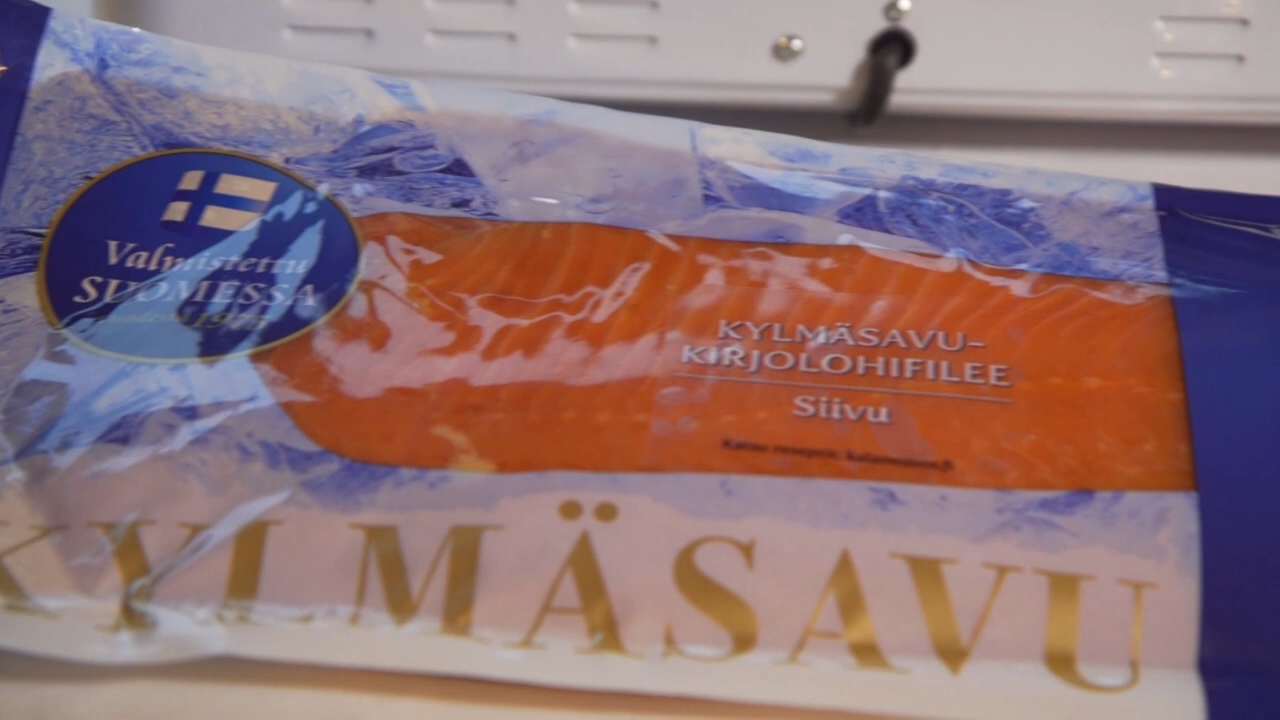 Valmistettu
SUOMESSA
KYLMÄSAVU-
KIRJOLOHIFILEE
Siivu
KYLMÄSAVU